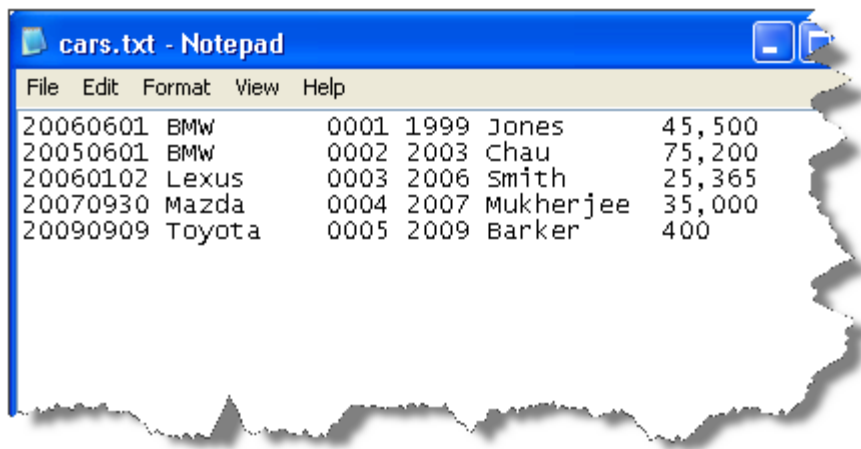 cars.txt - Notepad
File Edit Format View Help
20060601 BMW 0001 1999 Jones 45,500
20050601 BMW 0002 2003 Chau 75,200
20060102 Lexus 0003 2006 Smith 25,365
20070930 Mazda 0004 2007 Mukherjee 35,000
20090909 Toyota 0005 2009 Barker 400